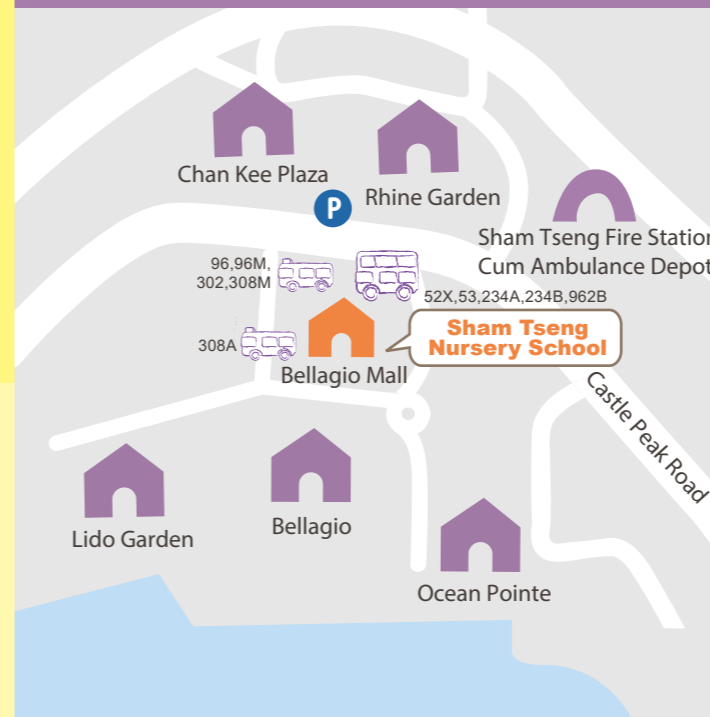 Chan Kee Plaza
Rhine Garden
P
Sham Tseng Fire Station
Cum Ambulance Depot
96,96M,
302,308M
52X,53,234A,234B,962B
308A
Sham Tseng
Nursery School
Bellagio Mall
Castle Peak Road
Lido Garden
Bellagio
Ocean Pointe